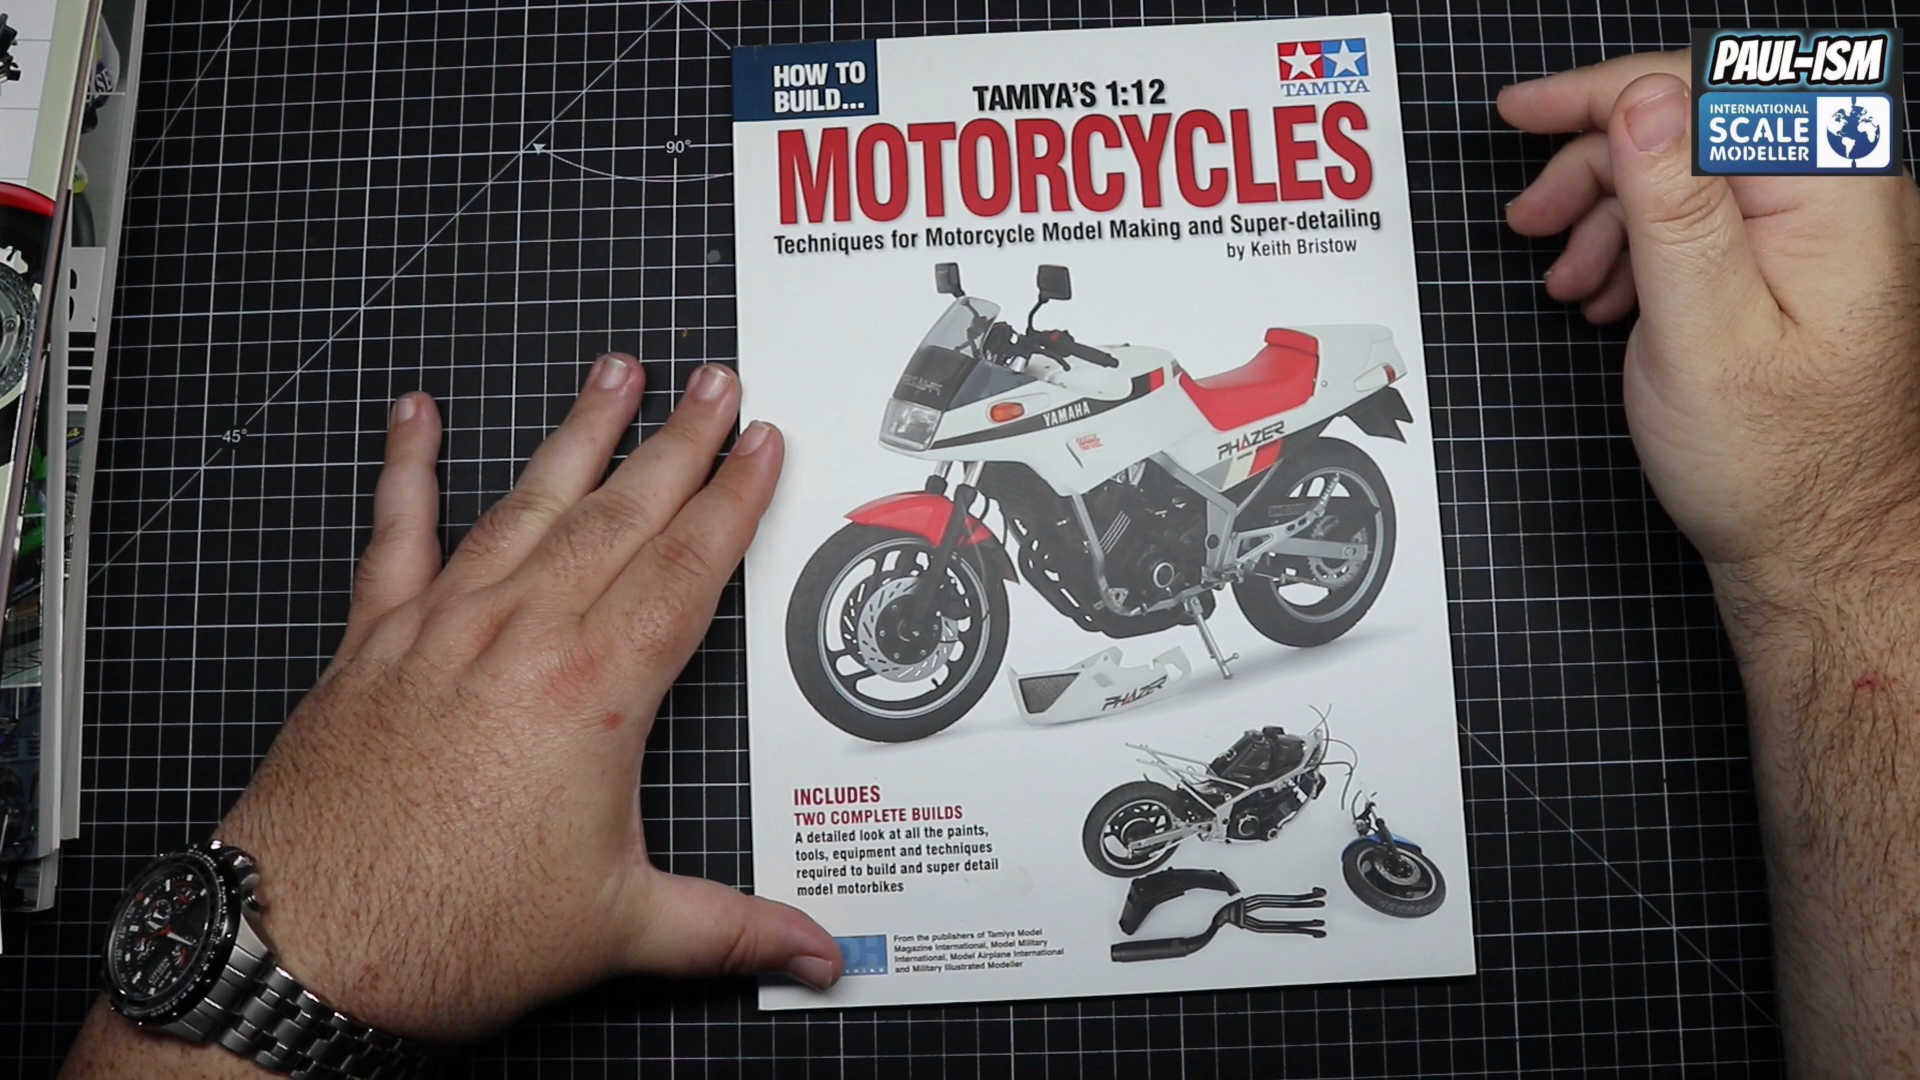 HOW TO
BUILD...
TAMIYA'S 1:12
TAMIYA
MOTORCYCLES
Techniques for Motorcycle Model Making and Super-detailing
by Keith Bristow
YAMAHA
PHAZER
PHAZER
INCLUDES
TWO COMPLETE BUILDS
A detailed look at all the paints,
tools, equipment and techniques
required to build and super detail
model motorbikes
From the publishers of Tamiya Model
Magazine International, Model Military
International, Model Airplane International
and Military Illustrated Modeller
PAUL-ISM
INTERNATIONAL
SCALE
MODELLER
90°
45°